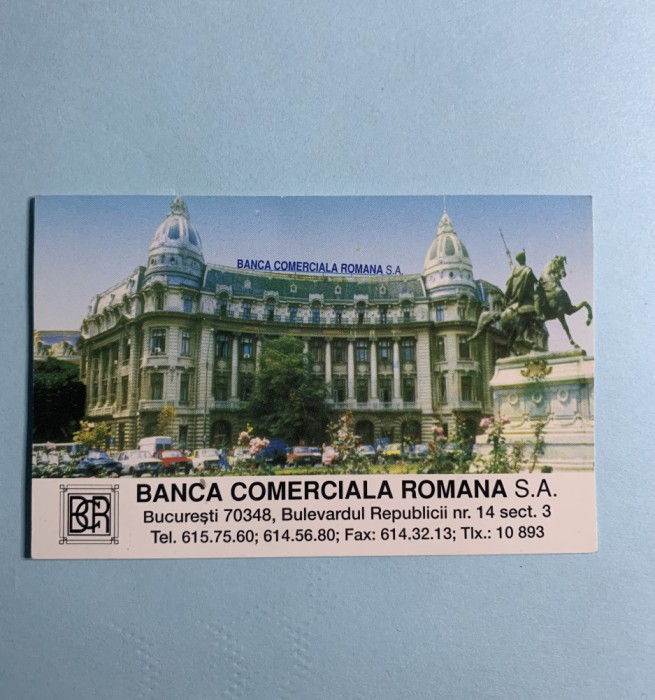 BANCA COMERCIALA ROMANA S.A.
BCR
BANCA COMERCIALA ROMANA S.A.
București 70348, Bulevardul Republicii nr. 14 sect. 3
Tel. 615.75.60; 614.56.80; Fax: 614.32.13; Tlx.: 10 893